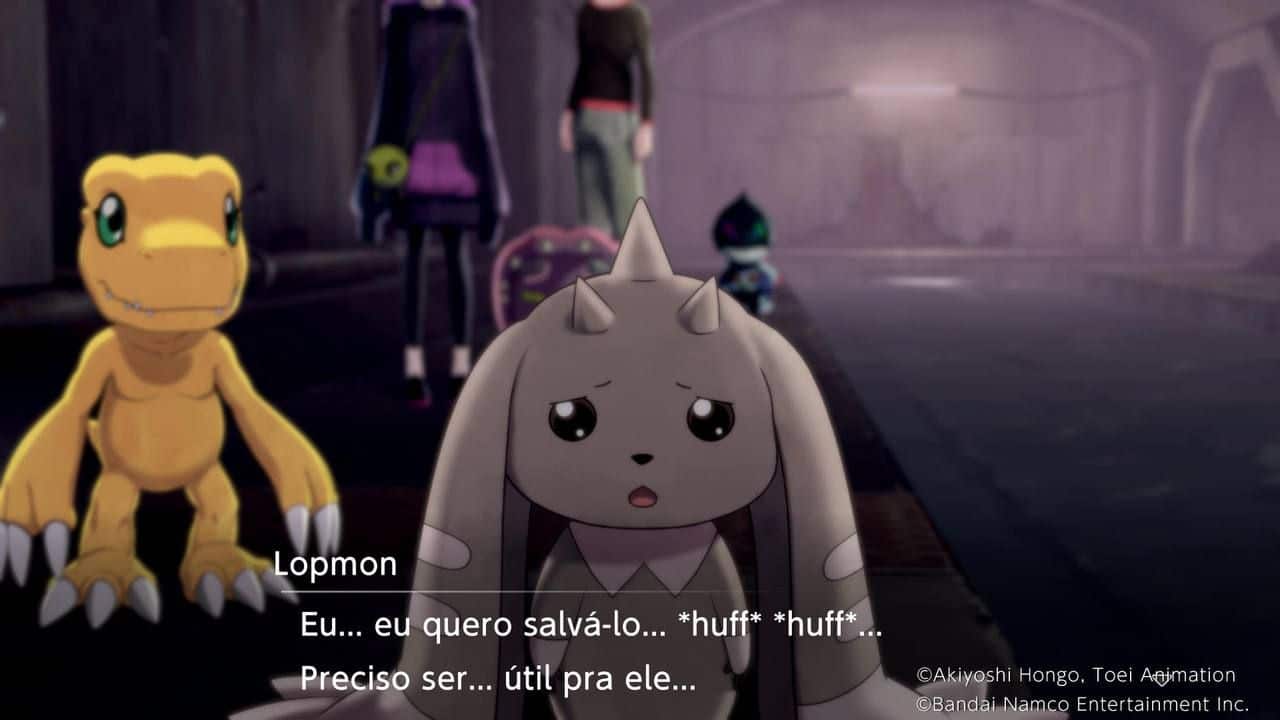 Lopmon
Eu... eu quero salvá-lo... *huff* *huff*...
Preciso ser... útil pra ele...
©Akiyoshi Hongo, Toei Animation
©Bandai Namco Entertainment Inc.